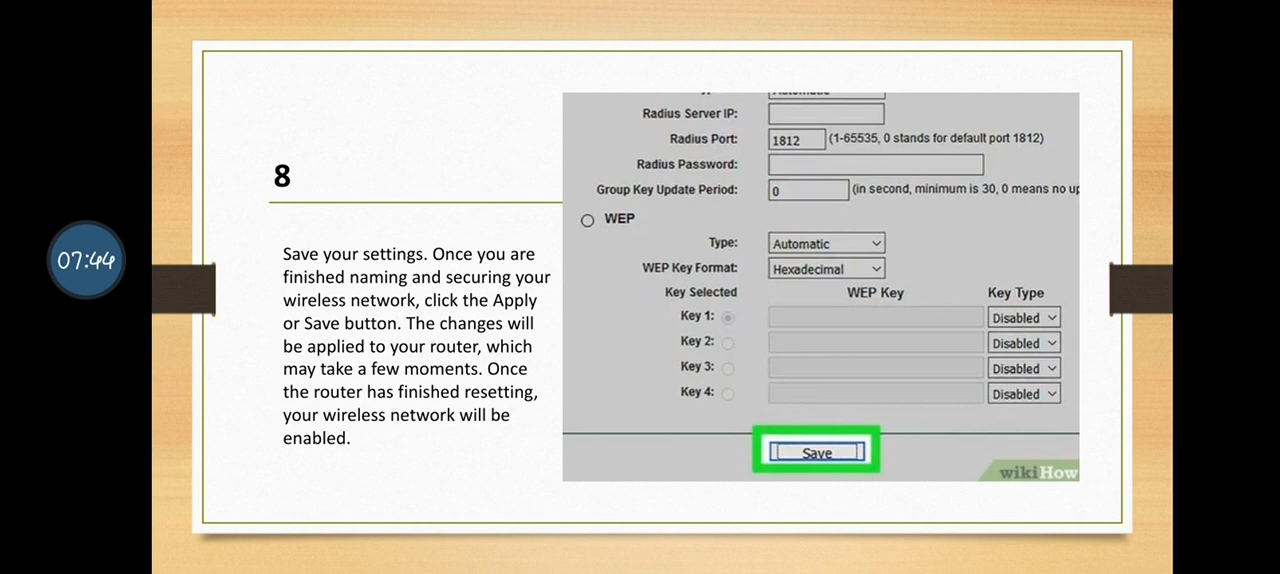 07:44
8
Save your settings. Once you are
finished naming and securing your
wireless network, click the Apply
or Save button. The changes will
be applied to your router, which
may take a few moments. Once
the router has finished resetting,
your wireless network will be
enabled.
Radius Server IP:
Radius Port: 1812 (1-65535, 0 stands for default port 1812)
Radius Password:
Group Key Update Period: 0 (in second, minimum is 30, 0 means no up
WEP
Type: Automatic
WEP Key Format: Hexadecimal
Key Selected WEP Key Key Type
Key 1: Disabled
Key 2: Disabled
Key 3: Disabled
Key 4: Disabled
Save
wikiHow